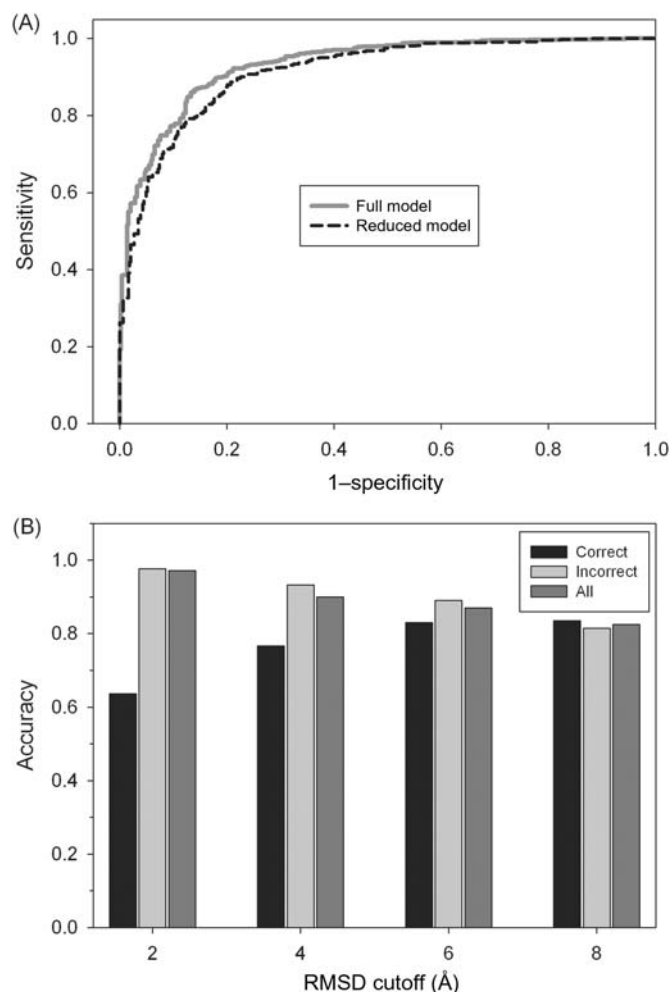 (A)
1.0
0.8
0.6
0.4
0.2
0.0
Sensitivity
Full model
Reduced model
0.0 0.2 0.4 0.6 0.8 1.0
1–specificity
(B)
1.0
0.8
0.6
0.4
0.2
0.0
Accuracy
Correct
Incorrect
All
2 4 6 8
RMSD cutoff (Å)